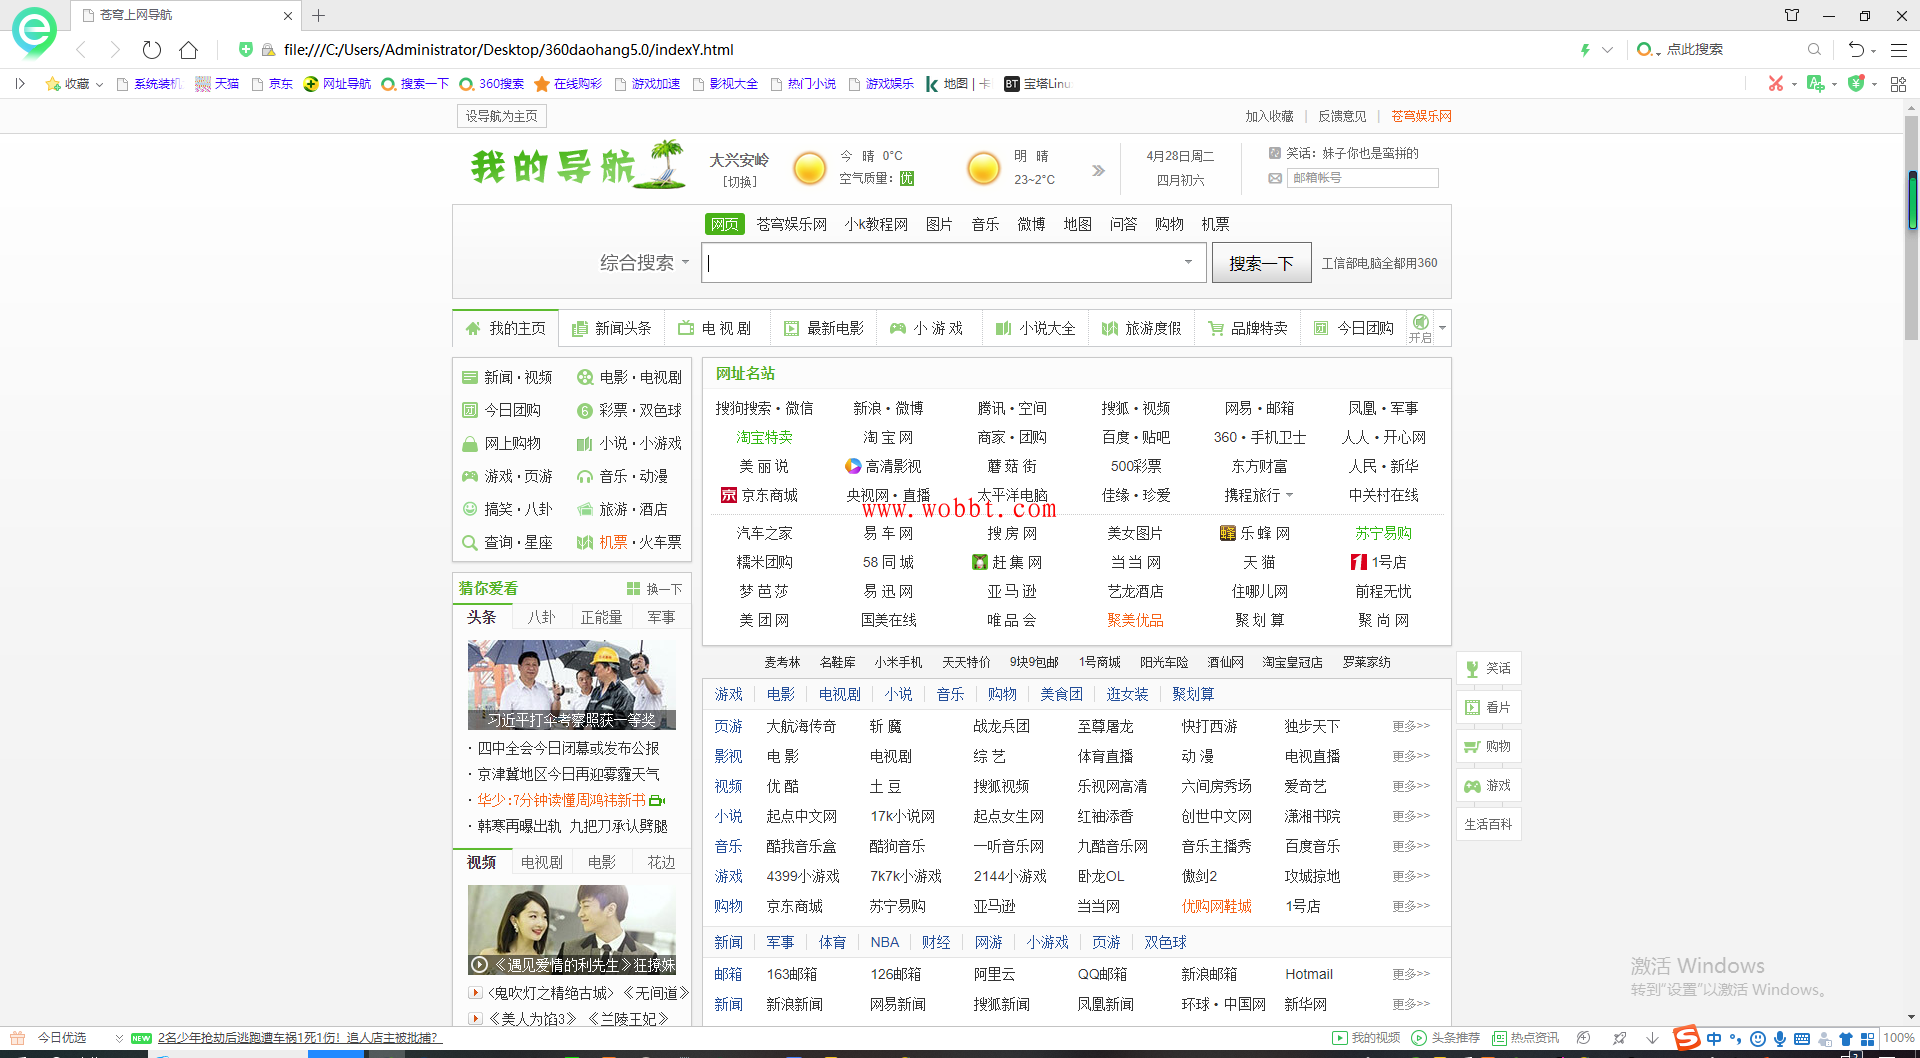 苍穹上网导航
file:///C:/Users/Administrator/Desktop/360daohang5.0/indexY.html
点此搜索
收藏 系统装机 天猫 京东 网址导航 搜索一下 360搜索 在线购彩 游戏加速 影视大全 热门小说 游戏娱乐 地图 | 卡 BT 宝塔Linu
设导航为主页
加入收藏 | 反馈意见 | 苍穹娱乐网
我的导航
大兴安岭
[切换]
今 晴 0°C
空气质量: 优
明 晴
23~2°C
4月28日周二
四月初六
笑话: 妹子你也是蛮拼的
邮箱帐号
网页 苍穹娱乐网 小k教程网 图片 音乐 微博 地图 问答 购物 机票
综合搜索
搜索一下
工信部电脑全都用360
我的主页 新闻头条 电 视 剧 最新电影 小 游 戏 小说大全 旅游度假 品牌特卖 今日团购 开启
新闻·视频 电影·电视剧
今日团购 彩票·双色球
网上购物 小说·小游戏
游戏·页游 音乐·动漫
搞笑·八卦 旅游·酒店
查询·星座 机票·火车票
网址名站
搜狗搜索·微信 新浪·微博 腾讯·空间 搜狐·视频 网易·邮箱 凤凰·军事
淘宝特卖 淘 宝 网 商家·团购 百度·贴吧 360·手机卫士 人人·开心网
美 丽 说 高清影视 蘑 菇 街 500彩票 东方财富 人民·新华
京 京东商城 央视网·直播 太平洋电脑 佳缘·珍爱 携程旅行 中关村在线
www.wobbt.com
汽车之家 易 车 网 搜 房 网 美女图片 蜂 乐 蜂 网 苏宁易购
糯米团购 58 同 城 赶 集 网 当 当 网 天 猫 1 1号店
梦 芭 莎 易 迅 网 亚 马 逊 艺龙酒店 住哪儿网 前程无忧
美 团 网 国美在线 唯 品 会 聚美优品 聚 划 算 聚 尚 网
麦考林 名鞋库 小米手机 天天特价 9块9包邮 1号商城 阳光车险 酒仙网 淘宝皇冠店 罗莱家纺
猜你爱看 换一下
头条 八卦 正能量 军事
习近平打伞考察照获一等奖
· 四中全会今日闭幕或发布公报
· 京津冀地区今日再迎雾霾天气
· 华少:7分钟读懂周鸿祎新书
· 韩寒再曝出轨 九把刀承认劈腿
视频 电视剧 电影 花边
《遇见爱情的利先生》狂撩妹
《鬼吹灯之精绝古城》 《无间道》
《美人为馅3》 《兰陵王妃》
游戏 电影 电视剧 小说 音乐 购物 美食团 逛女装 聚划算
页游 大航海传奇 斩 魔 战龙兵团 至尊屠龙 快打西游 独步天下 更多>>
影视 电 影 电视剧 综 艺 体育直播 动 漫 电视直播 更多>>
视频 优 酷 土 豆 搜狐视频 乐视网高清 六间房秀场 爱奇艺 更多>>
小说 起点中文网 17k小说网 起点女生网 红袖添香 创世中文网 潇湘书院 更多>>
音乐 酷我音乐盒 酷狗音乐 一听音乐网 九酷音乐网 音乐主播秀 百度音乐 更多>>
游戏 4399小游戏 7k7k小游戏 2144小游戏 卧龙OL 傲剑2 攻城掠地 更多>>
购物 京东商城 苏宁易购 亚马逊 当当网 优购网鞋城 1号店 更多>>
新闻 军事 体育 NBA 财经 网游 小游戏 页游 双色球
邮箱 163邮箱 126邮箱 阿里云 QQ邮箱 新浪邮箱 Hotmail 更多>>
新闻 新浪新闻 网易新闻 搜狐新闻 凤凰新闻 环球·中国网 新华网 更多>>
笑话
看片
购物
游戏
生活百科
激活 Windows
转到“设置”以激活 Windows。
今日优选 NEW 2名少年抢劫后逃跑遭车祸1死1伤！追人店主被批捕？
我的视频 头条推荐 热点资讯 中 100%